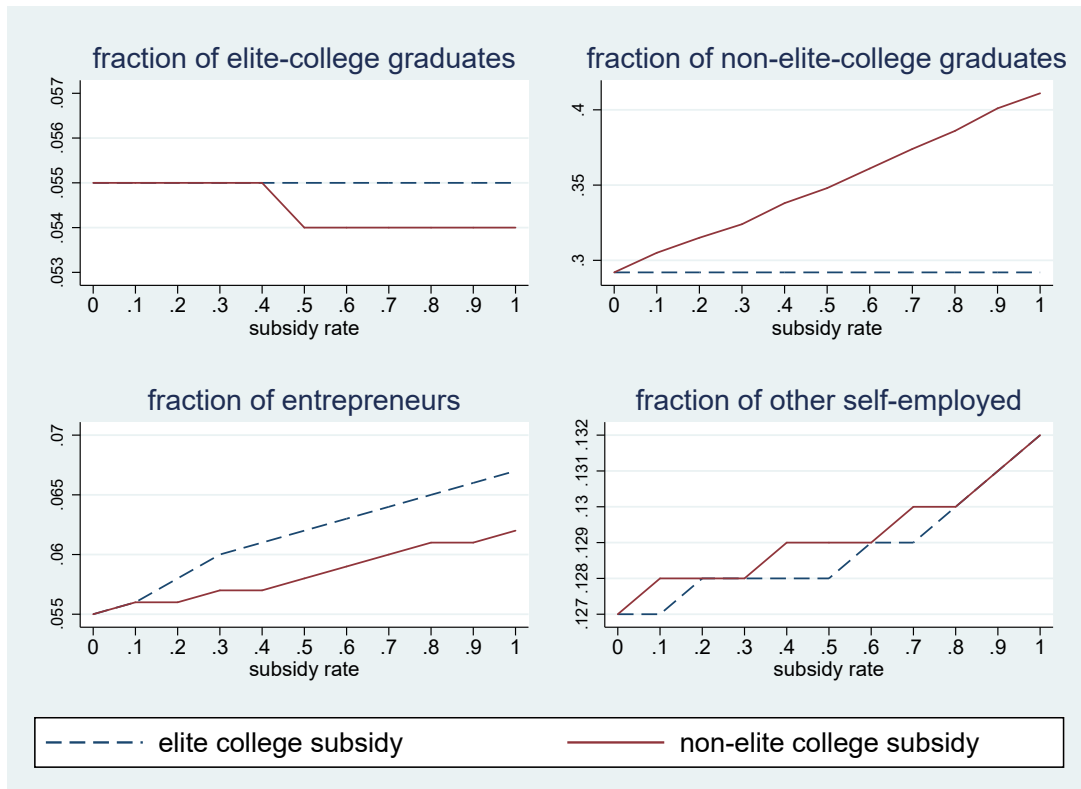 fraction of elite-college graduates
.057
.056
.055
.054
.053
0 .1 .2 .3 .4 .5 .6 .7 .8 .9 1
subsidy rate
fraction of non-elite-college graduates
.4
.35
.3
0 .1 .2 .3 .4 .5 .6 .7 .8 .9 1
subsidy rate
fraction of entrepreneurs
.07
.065
.06
.055
0 .1 .2 .3 .4 .5 .6 .7 .8 .9 1
subsidy rate
fraction of other self-employed
.132
.131
.13
.129
.128
.127
0 .1 .2 .3 .4 .5 .6 .7 .8 .9 1
subsidy rate
elite college subsidy
non-elite college subsidy